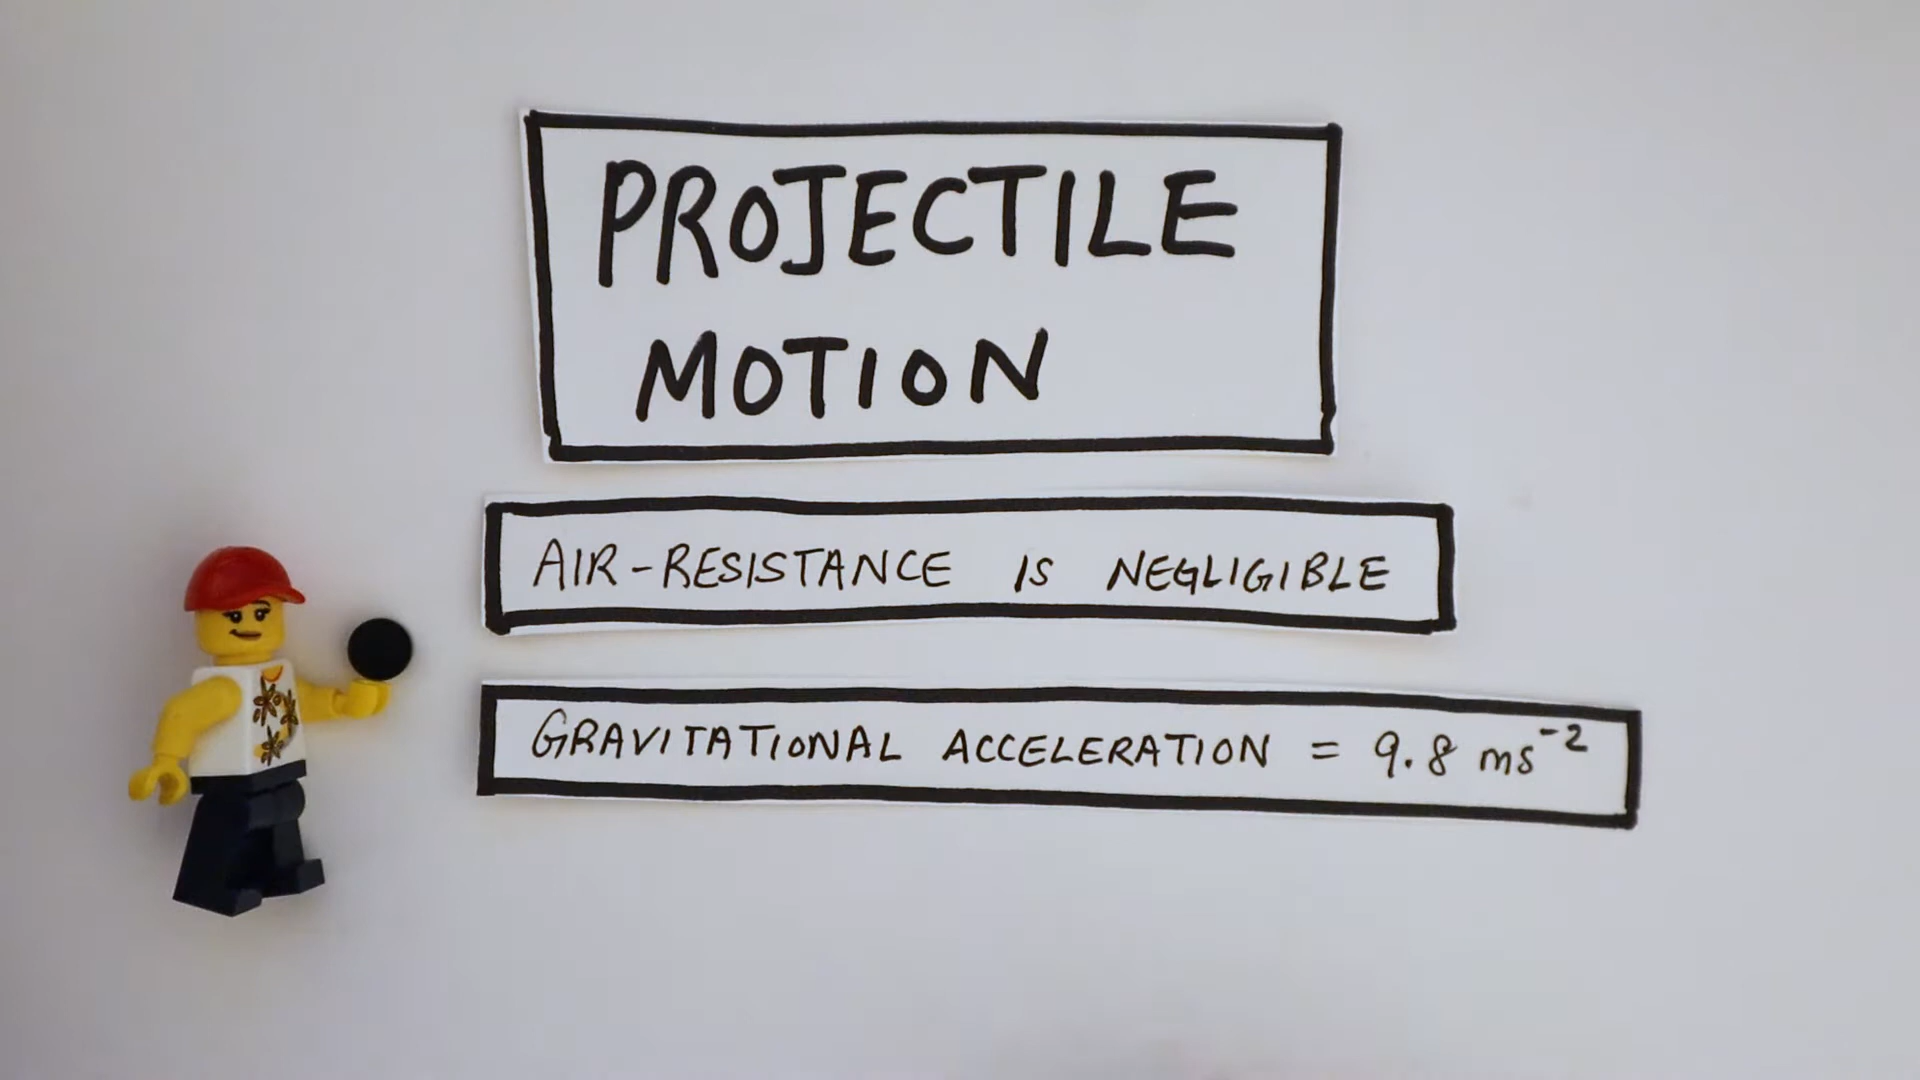 PROJECTILE
MOTION
AIR-RESISTANCE IS NEGLIGIBLE
GRAVITATIONAL ACCELERATION = 9.8 ms⁻²